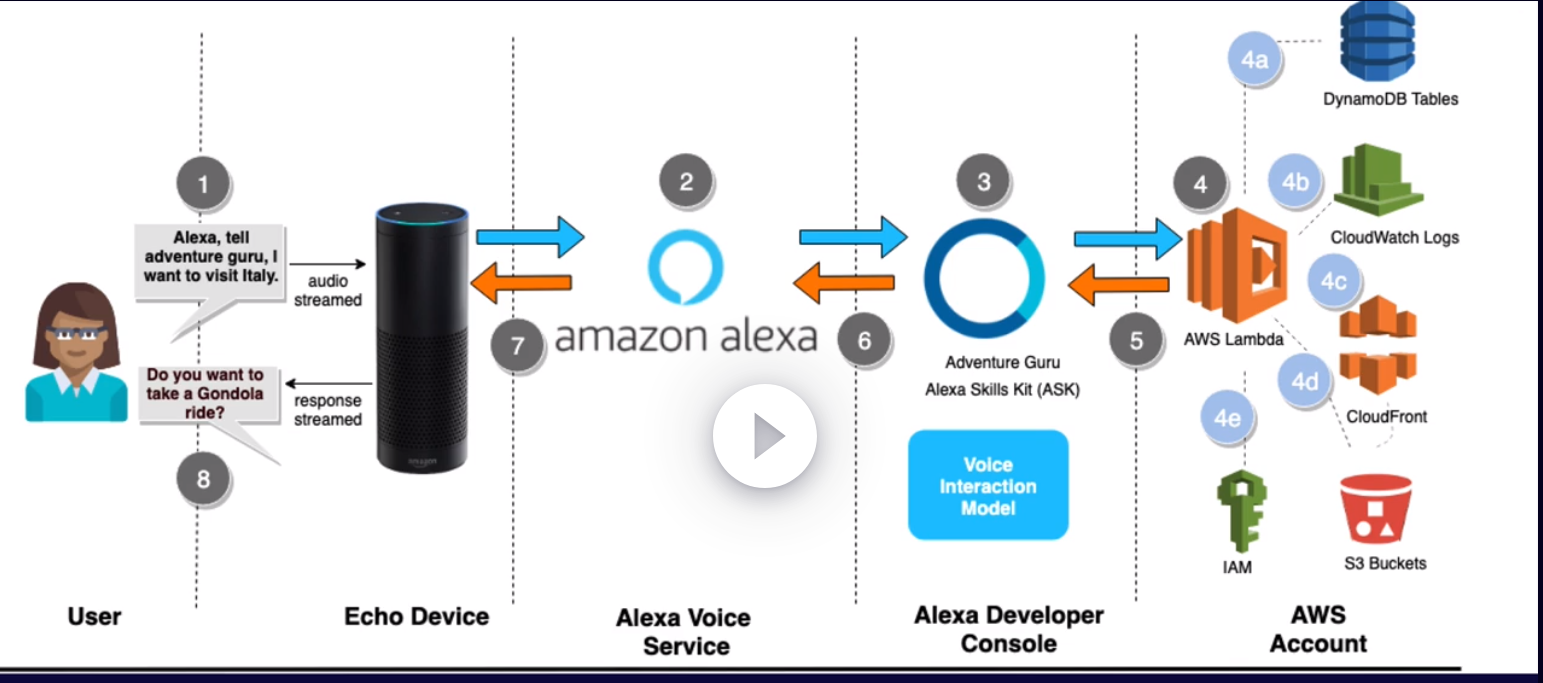 1
Alexa, tell
adventure guru, I
want to visit Italy.
audio
streamed
Do you want to
take a Gondola
ride?
response
streamed
8
amazon
7
2
amazon alexa
6
3
Adventure Guru
Alexa Skills Kit (ASK)
Voice
Interaction
Model
5
4
AWS Lambda
4a
DynamoDB Tables
4b
CloudWatch Logs
4c
CloudFront
4d
S3 Buckets
4e
IAM
User
Echo Device
Alexa Voice
Service
Alexa Developer
Console
AWS
Account